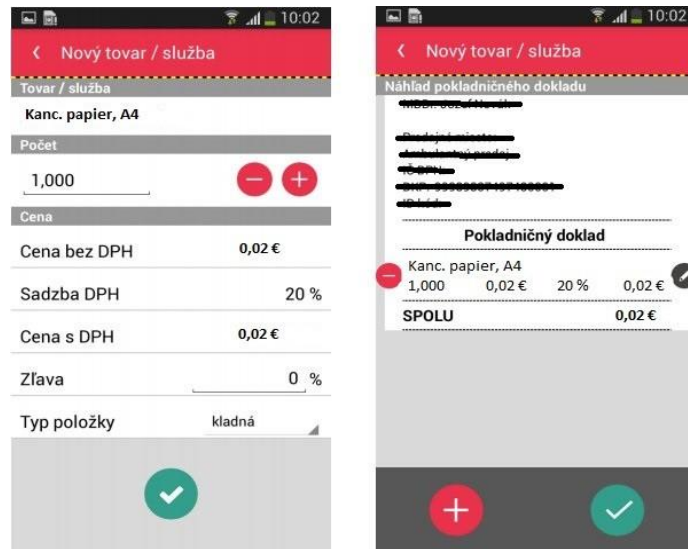 10:02
Nový tovar / služba
Tovar / služba
Kanc. papier, A4
Počet
1,000
Cena
Cena bez DPH 0,02 €
Sadzba DPH 20 %
Cena s DPH 0,02 €
Zľava 0 %
Typ položky kladná
10:02
Nový tovar / služba
Náhľad pokladničného dokladu
Pokladničný doklad
Kanc. papier, A4
1,000 0,02 € 20 % 0,02 €
SPOLU 0,02 €